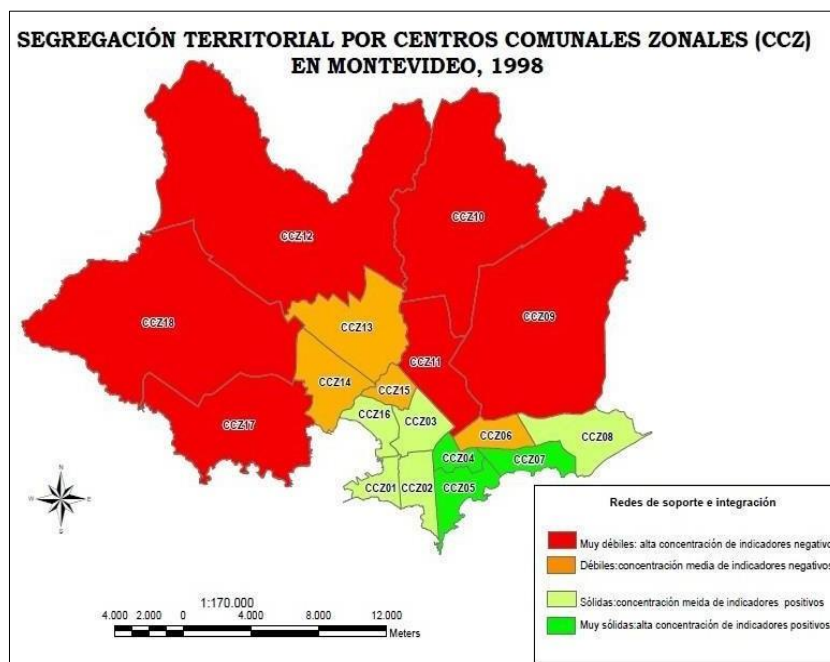 SEGREGACIÓN TERRITORIAL POR CENTROS COMUNALES ZONALES (CCZ)
EN MONTEVIDEO, 1998
CCZ10
CCZ12
CCZ18
CCZ13
CCZ09
CCZ11
CCZ14
CCZ15
CCZ17
CCZ16
CCZ03
CCZ06
CCZ08
CCZ04
CCZ07
CCZ01
CCZ02
CCZ05
N
W
E
S
Redes de soporte e integración
Muy débiles: alta concentración de indicadores negativo
Débiles:concentración media de indicadores negativos
Sólidas:concentración meida de indicadores positivos
Muy sólidas:alta concentración de indicadores positivos
1:170.000
4.000 2.000 0 4.000 8.000 12.000
Meters